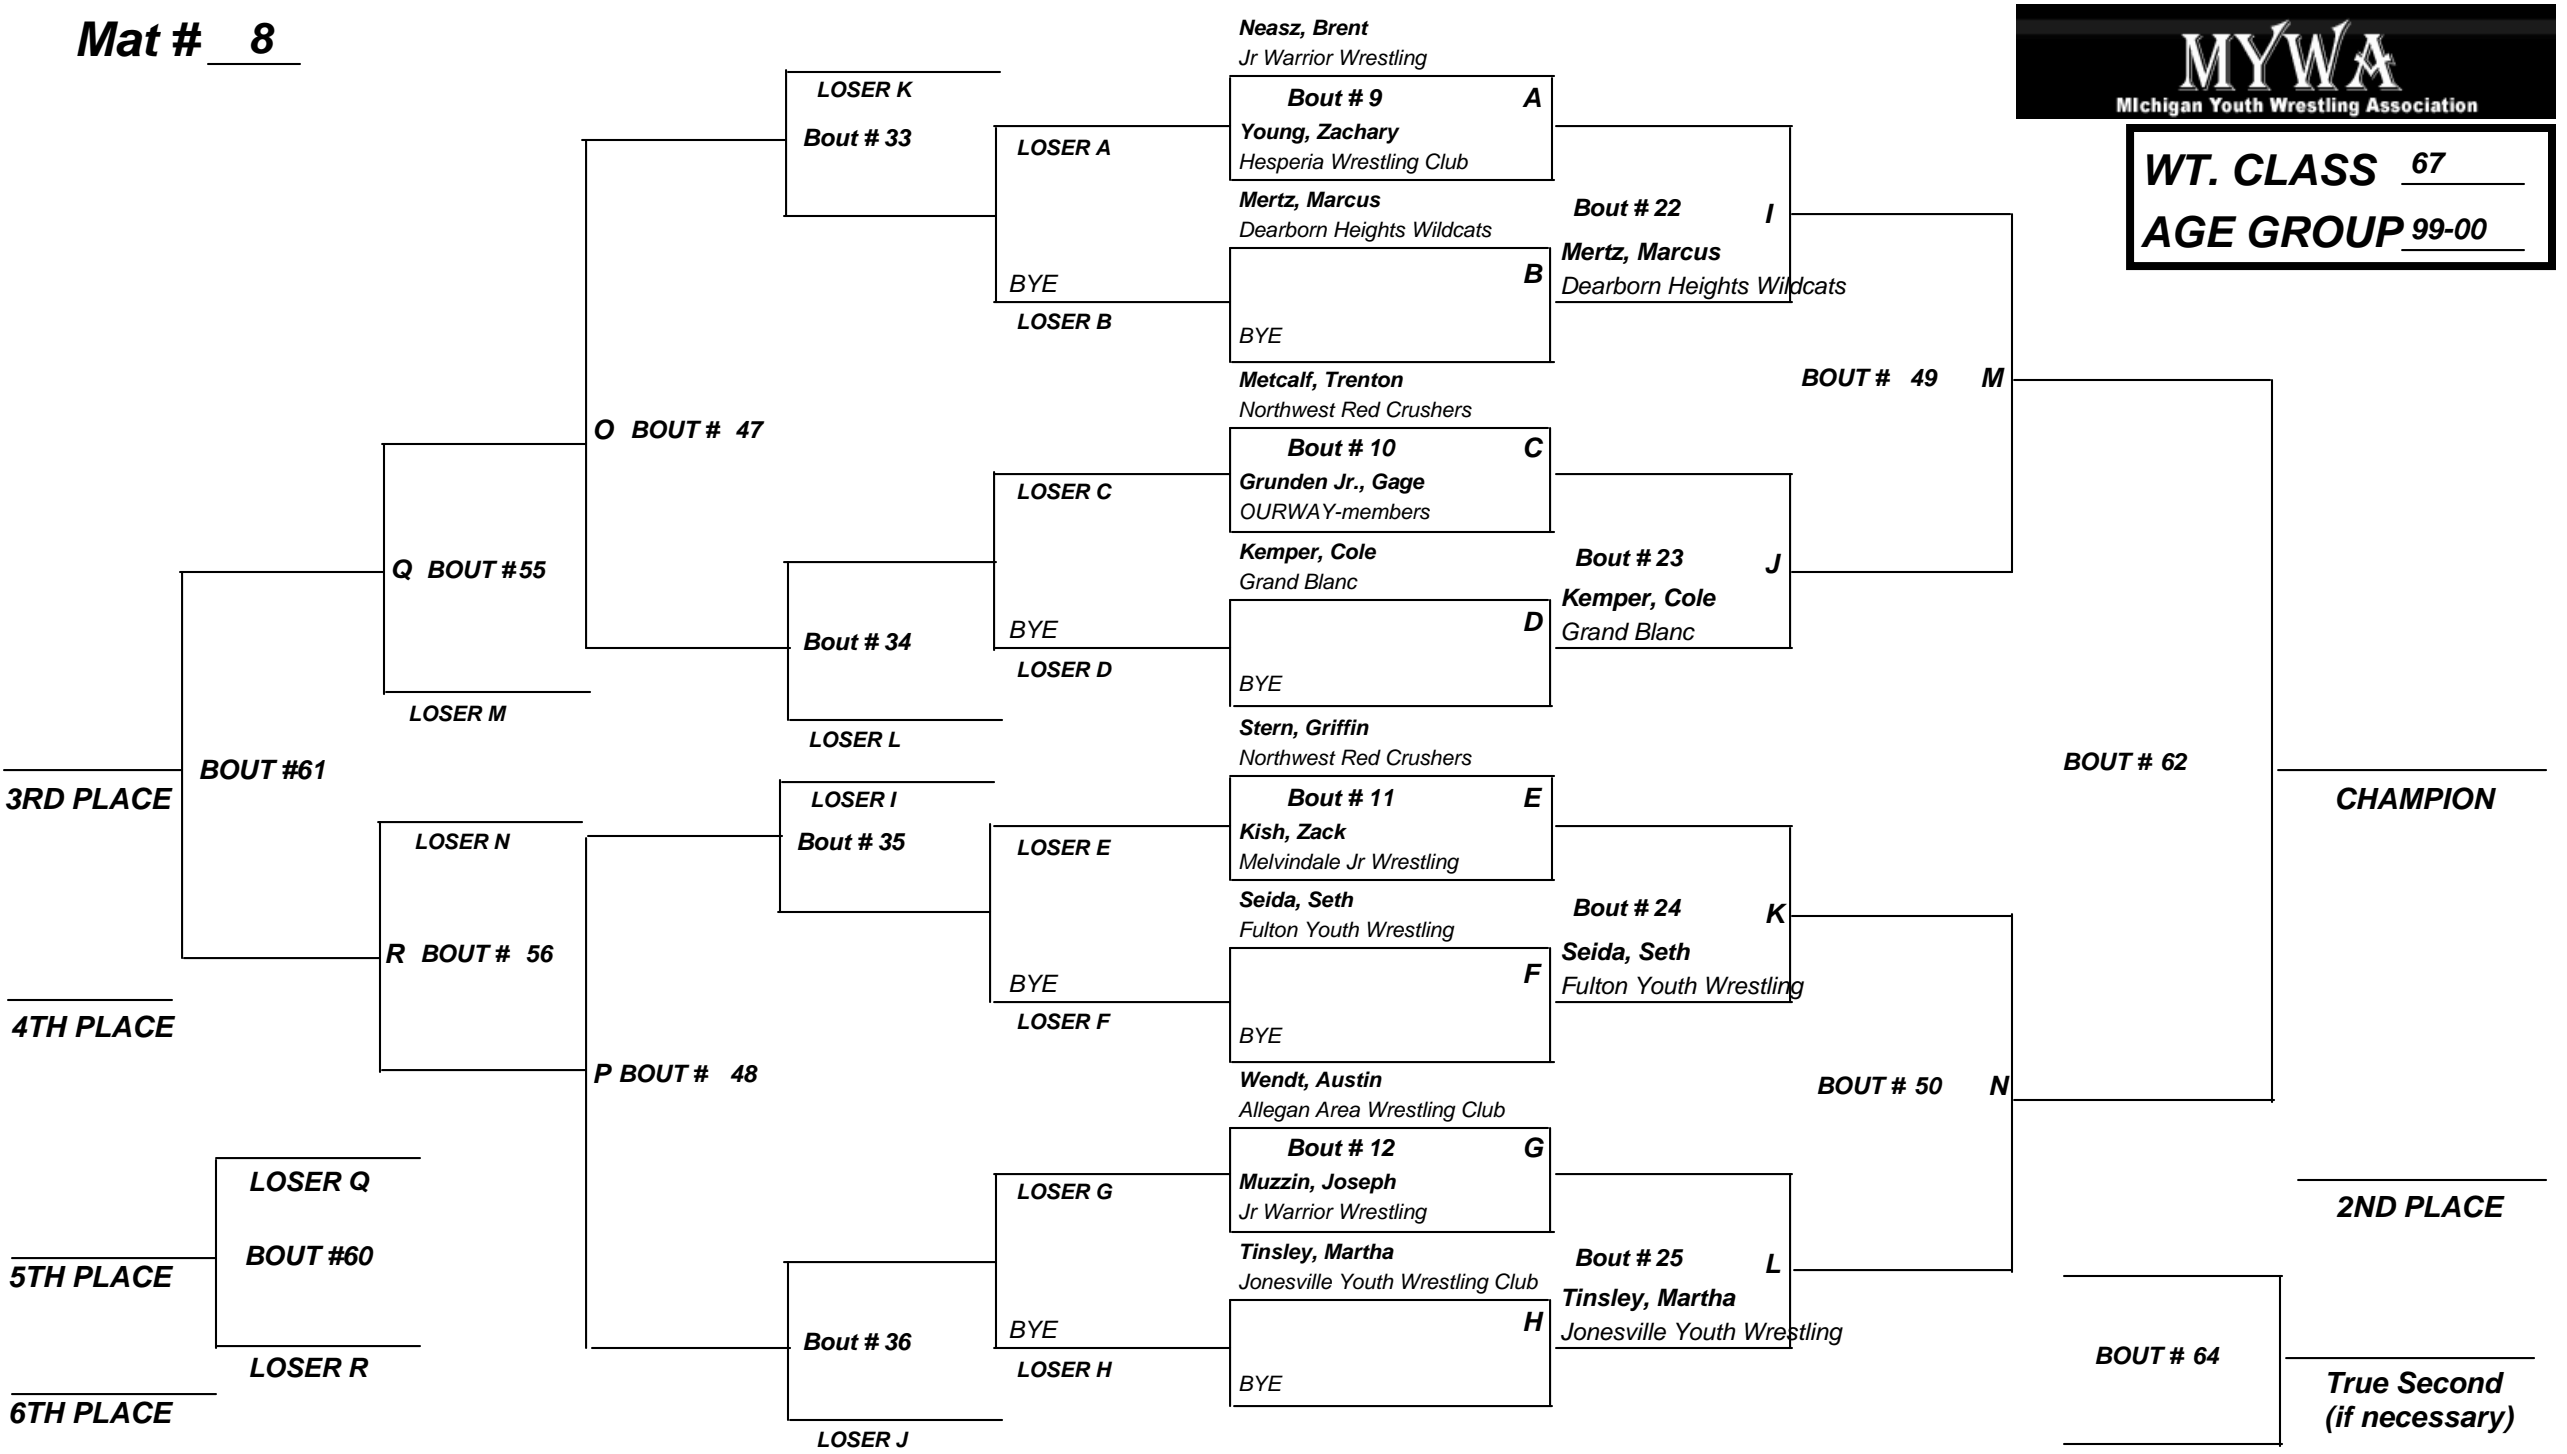 Mat # 8
MYWA
MIchigan Youth Wrestling Association
WT. CLASS 67
AGE GROUP 99-00
Neasz, Brent
Jr Warrior Wrestling
Bout # 9 A
Young, Zachary
Hesperia Wrestling Club
Mertz, Marcus
Dearborn Heights Wildcats
B
BYE
Metcalf, Trenton
Northwest Red Crushers
Bout # 10 C
Grunden Jr., Gage
OURWAY-members
Kemper, Cole
Grand Blanc
D
BYE
Stern, Griffin
Northwest Red Crushers
Bout # 11 E
Kish, Zack
Melvindale Jr Wrestling
Seida, Seth
Fulton Youth Wrestling
F
BYE
Wendt, Austin
Allegan Area Wrestling Club
Bout # 12 G
Muzzin, Joseph
Jr Warrior Wrestling
Tinsley, Martha
Jonesville Youth Wrestling Club
H
BYE
Bout # 22 I
Mertz, Marcus
Dearborn Heights Wildcats
Bout # 23 J
Kemper, Cole
Grand Blanc
Bout # 24 K
Seida, Seth
Fulton Youth Wrestling
Bout # 25 L
Tinsley, Martha
Jonesville Youth Wrestling
BOUT # 49 M
BOUT # 50 N
BOUT # 62
CHAMPION
2ND PLACE
BOUT # 64
True Second
(if necessary)
LOSER A
BYE
LOSER B
LOSER C
BYE
LOSER D
LOSER E
BYE
LOSER F
LOSER G
BYE
LOSER H
LOSER K
Bout # 33
Bout # 34
LOSER L
LOSER I
Bout # 35
Bout # 36
LOSER J
O BOUT # 47
P BOUT # 48
Q BOUT #55
LOSER M
LOSER N
R BOUT # 56
BOUT #61
3RD PLACE
4TH PLACE
LOSER Q
BOUT #60
5TH PLACE
LOSER R
6TH PLACE